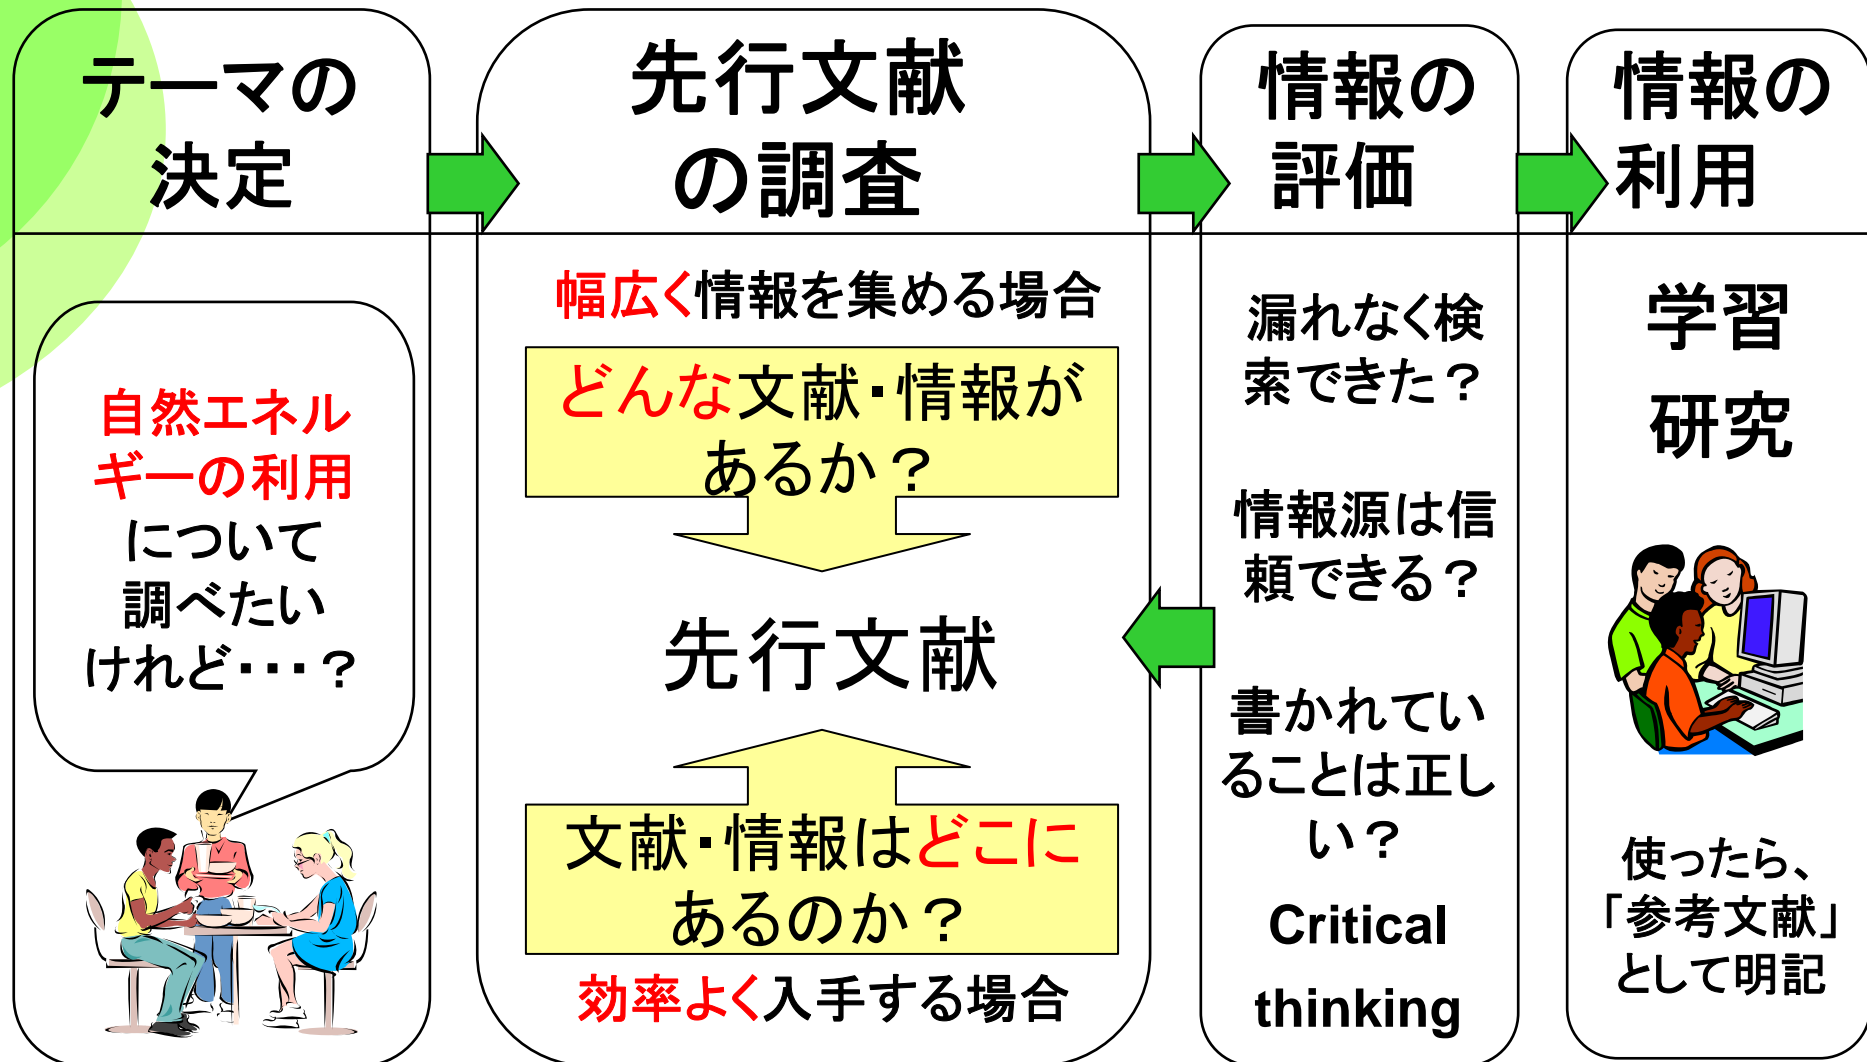 テーマの
決定
自然エネル
ギーの利用
について
調べたい
けれど・・・？
先行文献
の調査
幅広く情報を集める場合
どんな文献・情報が
あるか？
先行文献
文献・情報はどこに
あるのか？
効率よく入手する場合
情報の
評価
漏れなく検
索できた？
情報源は信
頼できる？
書かれてい
ることは正し
い？
Critical
thinking
情報の
利用
学習
研究
使ったら、
「参考文献」
として明記